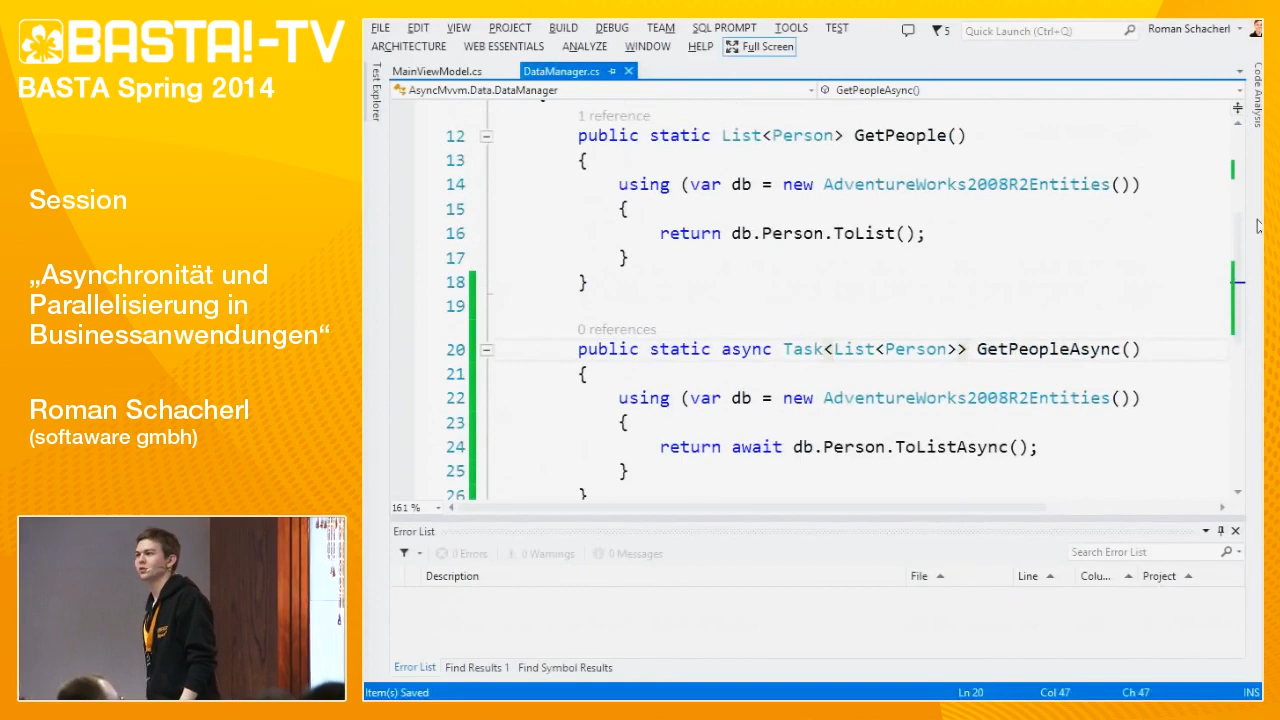 BASTA!-TV
BASTA Spring 2014
Session
„Asynchronität und
Parallelisierung in
Businessanwendungen“
Roman Schacherl
(softaware gmbh)
FILE EDIT VIEW PROJECT BUILD DEBUG TEAM SQL PROMPT TOOLS TEST
5 Quick Launch (Ctrl+Q) Roman Schacherl
ARCHITECTURE WEB ESSENTIALS ANALYZE WINDOW HELP Full Screen
Test Explorer
MainViewModel.cs DataManager.cs
Code Analysis
AsyncMvvm.Data.DataManager GetPeopleAsync()
1 reference
12 public static List<Person> GetPeople()
13 {
14 using (var db = new AdventureWorks2008R2Entities())
15 {
16 return db.Person.ToList();
17 }
18 }
19
0 references
20 public static async Task<List<Person>> GetPeopleAsync()
21 {
22 using (var db = new AdventureWorks2008R2Entities())
23 {
24 return await db.Person.ToListAsync();
25 }
26 }
161 %
Error List
0 Errors 0 Warnings 0 Messages Search Error List
Description File Line Colu... Project
Error List Find Results 1 Find Symbol Results
Item(s) Saved Ln 20 Col 47 Ch 47 INS